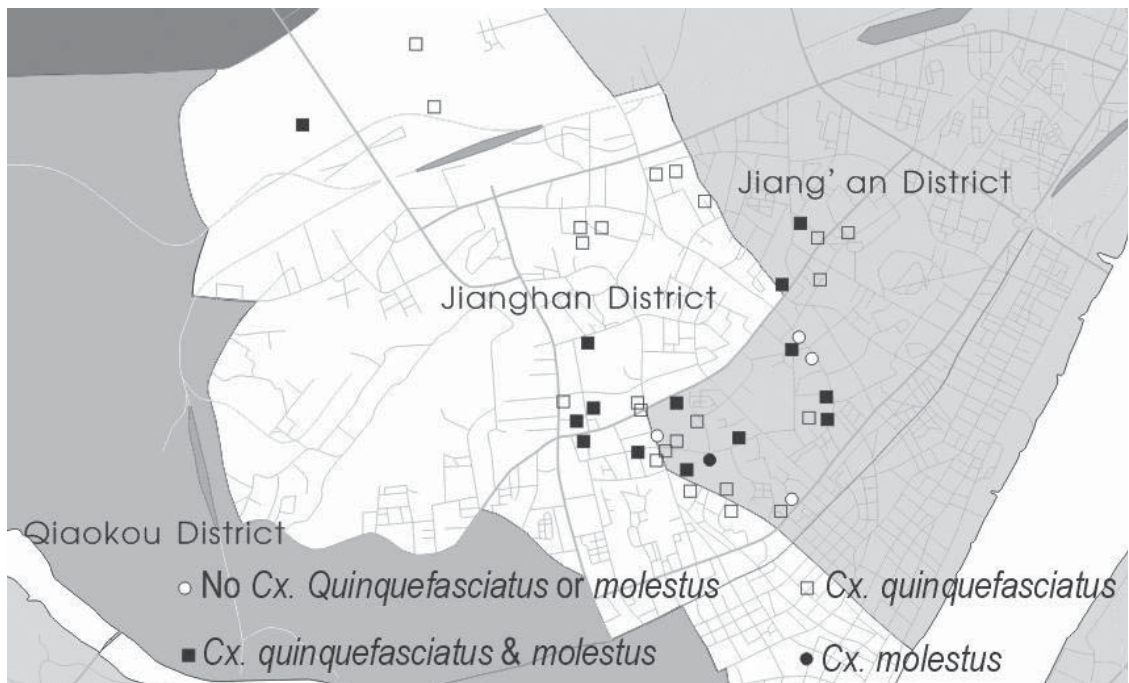 Jiang'an District
Jianghan District
Qiaokou District
No Cx. Quinquefasciatus or molestus
Cx. quinquefasciatus
Cx. quinquefasciatus & molestus
Cx. molestus